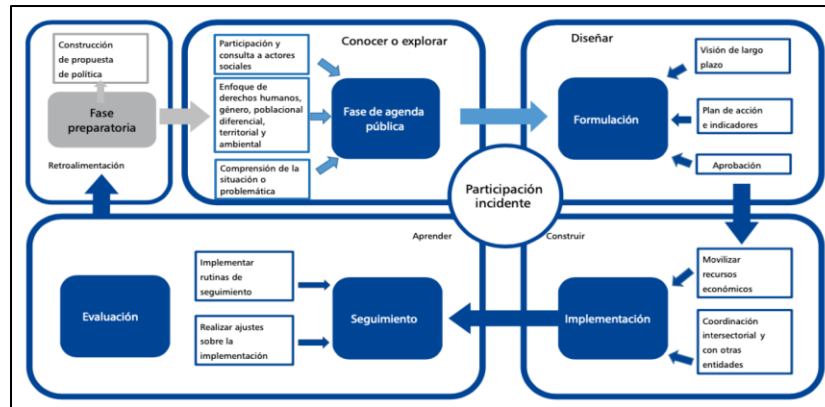 Construcción
de propuesta
de política
Fase
preparatoria
Retroalimentación
Conocer o explorar
Participación y
consulta a actores
sociales
Enfoque de
derechos humanos,
género, poblacional
diferencial,
territorial y
ambiental
Comprensión de la
situación o
problemática
Fase de agenda
pública
Diseñar
Formulación
Visión de largo
plazo
Plan de acción
e indicadores
Aprobación
Participación
incidente
Aprender
Evaluación
Implementar
rutinas de
seguimiento
Realizar ajustes
sobre la
implementación
Seguimiento
Construir
Implementación
Movilizar
recursos
económicos
Coordinación
intersectorial y
con otras
entidades